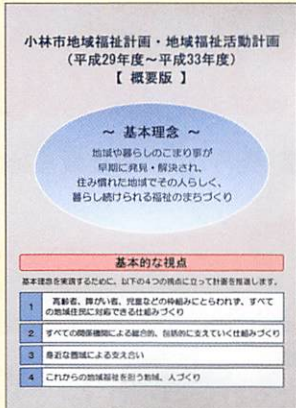 小林市地域福祉計画・地域福祉活動計画
（平成29年度～平成33年度）
【 概要版 】
～ 基本理念 ～
地域や暮らしのこまり事が
早期に発見・解決され、
住み慣れた地域でその人らしく、
暮らし続けられる福祉のまちづくり
基本的な視点
基本理念を実践するために、以下の４つの視点に立って計画を推進します。
1 高齢者、障がい者、児童などの枠組みにとらわれず、すべて
の地域住民に対応できる仕組みづくり
2 すべての関係機関による総合的、包括的に支えていく仕組みづくり
3 身近な圏域による支え合い
4 これからの地域福祉を担う地域、人づくり